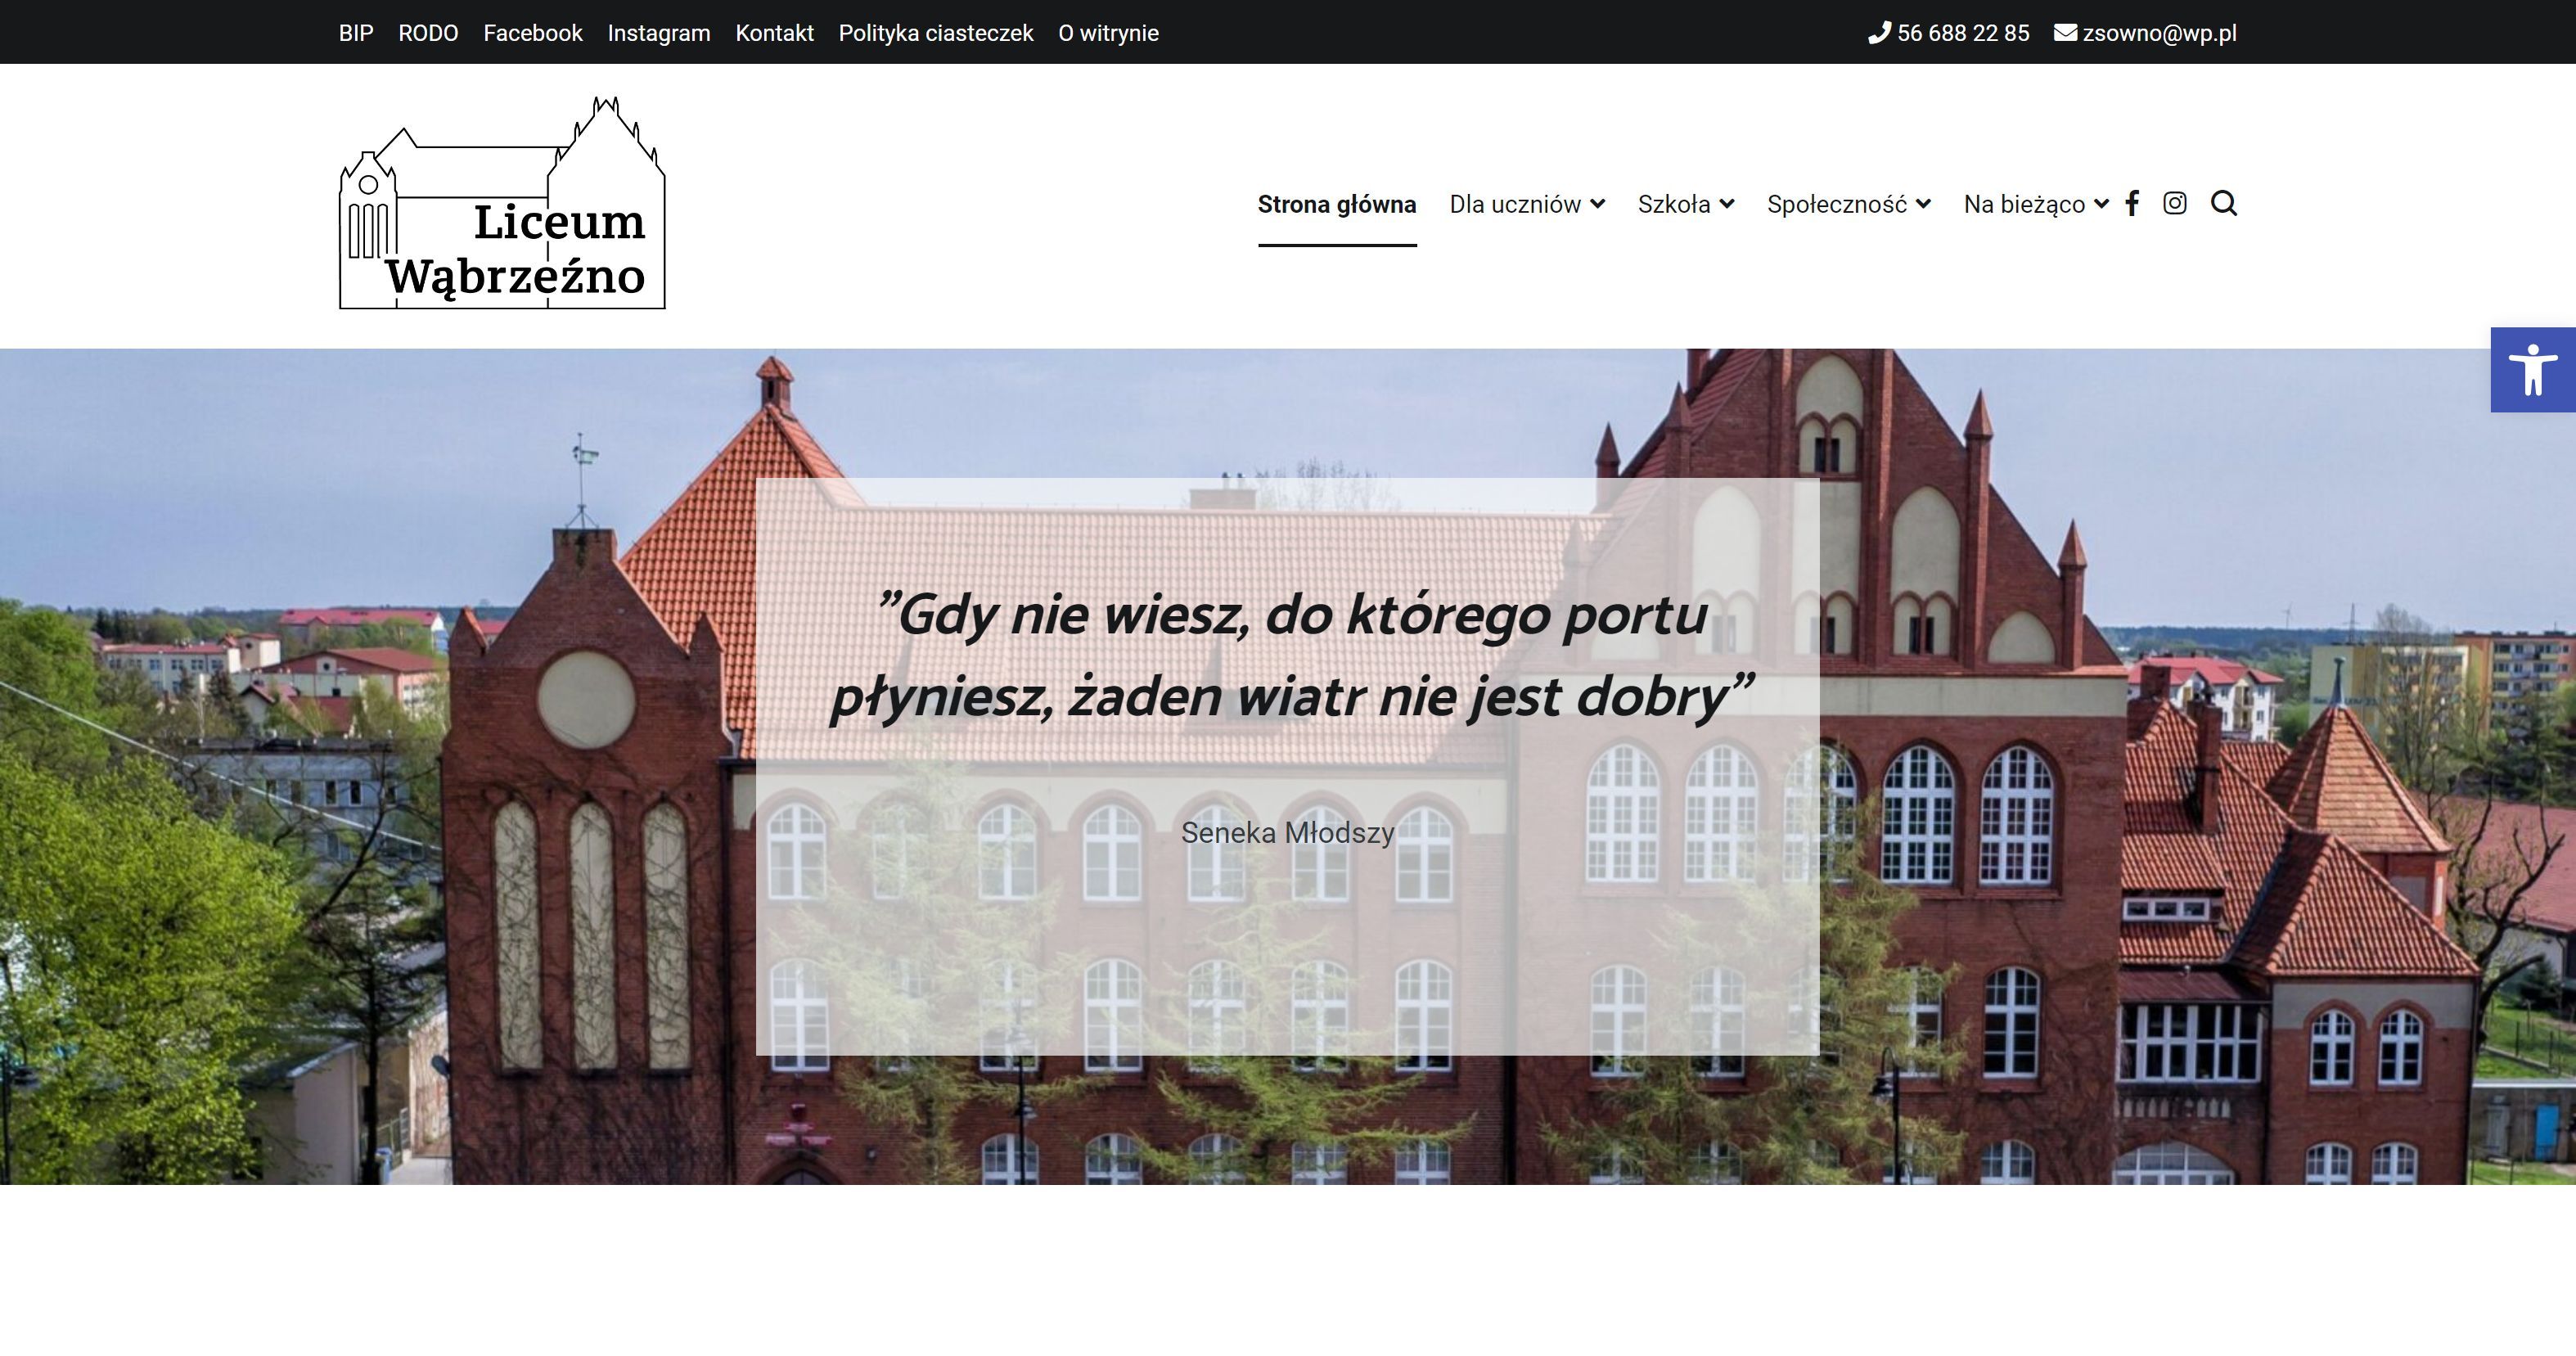 BIP RODO Facebook Instagram Kontakt Polityka ciasteczek O witrynie 56 688 22 85 zsowno@wp.pl
Liceum
Wąbrzeźno
Strona główna Dla uczniów Szkoła Społeczność Na bieżąco
”Gdy nie wiesz, do którego portu
płyniesz, żaden wiatr nie jest dobry”
Seneka Młodszy